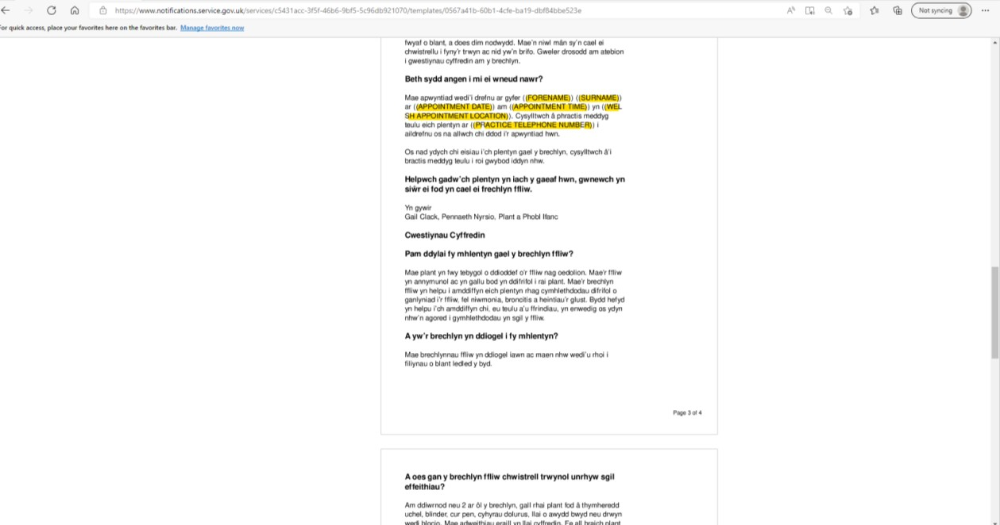 https://www.notifications.service.gov.uk/services/c5431acc-3f5f-46b6-9bf5-5c96db921070/templates/0567a41b-60b1-4cfe-ba19-dbf84bbe523e
Not syncing
or quick access, place your favorites here on the favorites bar. Manage favorites now
fwyaf o blant, a does dim nodwydd. Mae'n niwl mân sy'n cael ei
chwistrellu i fyny'r trwyn ac nid yw'n brifo. Gweler drosodd am atebion
i gwestiynau cyffredin am y brechlyn.
Beth sydd angen i mi ei wneud nawr?
Mae apwyntiad wedi'i drefnu ar gyfer ((FORENAME)) ((SURNAME))
ar ((APPOINTMENT DATE)) am ((APPOINTMENT TIME)) yn ((WEL
SH APPOINTMENT LOCATION)). Cysylltwch â phractis meddyg
teulu eich plentyn ar ((PRACTICE TELEPHONE NUMBER)) i
aildrefnu os na allwch chi ddod i'r apwyntiad hwn.
Os nad ydych chi eisiau i'ch plentyn gael y brechlyn, cysylltwch â'i
bractis meddyg teulu i roi gwybod iddyn nhw.
Helpwch gadw'ch plentyn yn iach y gaeaf hwn, gwnewch yn
siŵr ei fod yn cael ei frechlyn ffliw.
Yn gywir
Gail Clack, Pennaeth Nyrsio, Plant a Phobl Ifanc
Cwestiynau Cyffredin
Pam ddylai fy mhlentyn gael y brechlyn ffliw?
Mae plant yn fwy tebygol o ddioddef o'r ffliw nag oedolion. Mae'r ffliw
yn annymunol ac yn gallu bod yn ddifrifol i rai plant. Mae'r brechlyn
ffliw yn helpu i amddiffyn eich plentyn rhag cymhlethdodau difrifol o
ganlyniad i'r ffliw, fel niwmonia, broncitis a heintiau'r glust. Bydd hefyd
yn helpu i'ch amddiffyn chi, eu teulu a'u ffrindiau, yn enwedig os ydyn
nhw'n agored i gymhlethdodau yn sgil y ffliw.
A yw'r brechlyn yn ddiogel i fy mhlentyn?
Mae brechlynnau ffliw yn ddiogel iawn ac maen nhw wedi'u rhoi i
filiynau o blant ledled y byd.
Page 3 of 4
A oes gan y brechlyn ffliw chwistrell trwynol unrhyw sgil
effeithiau?
Am ddiwrnod neu 2 ar ôl y brechlyn, gall rhai plant fod â thymheredd
uchel, blinder, cur pen, cyhyrau dolurus, llai o awydd bwyd neu drwyn
wedi blocio. Mae adweithiau eraill yn llai cyffredin. Fe all braich plant